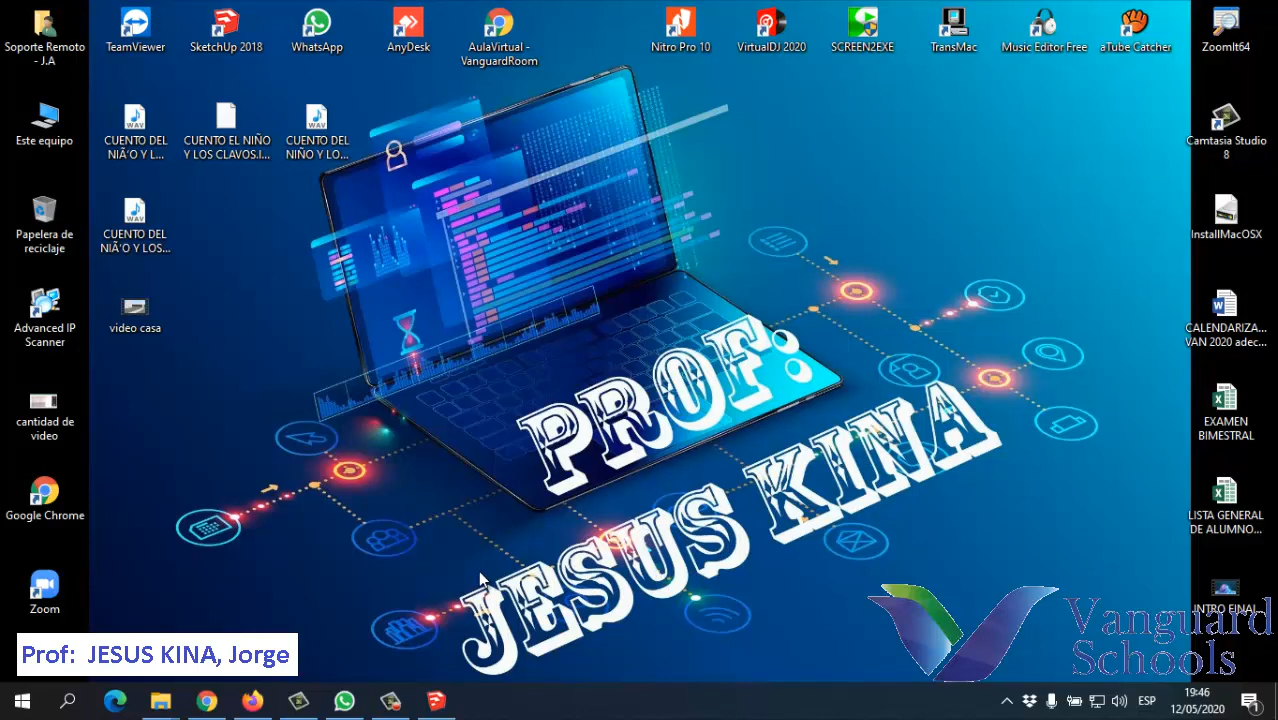 Soporte Remoto
- J.A
TeamViewer
SketchUp 2018
WhatsApp
AnyDesk
AulaVirtual -
VanguardRoom
Nitro Pro 10
VirtualDJ 2020
SCREEN2EXE
TransMac
Music Editor Free
aTube Catcher
ZoomIt64
Este equipo
CUENTO DEL
NIÃ'O Y L...
CUENTO EL NIÑO
Y LOS CLAVOS.l...
CUENTO DEL
NIÑO Y LO...
Camtasia Studio
8
Papelera de
reciclaje
CUENTO DEL
NIÃ'O Y LOS...
InstallMacOSX
Advanced IP
Scanner
video casa
CALENDARIZA...
VAN 2020 adec...
cantidad de
video
EXAMEN
BIMESTRAL
Google Chrome
LISTA GENERAL
DE ALUMNO...
Zoom
INTRO FINAL
PROF:
JESUS KINA
Vanguard
Schools
Prof: JESUS KINA, Jorge
WAV
WAV
WAV
ESP
19:46
12/05/2020
1